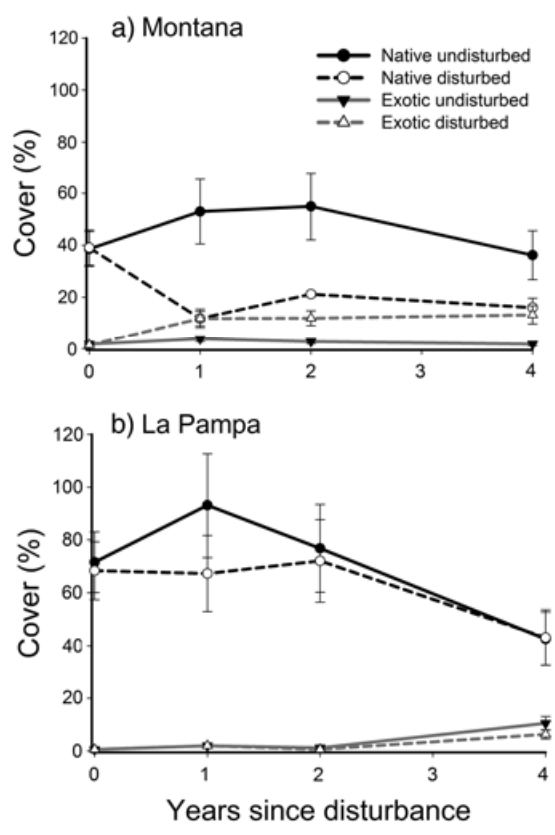 a) Montana
120
100
80
60
40
20
0
Cover (%)
Native undisturbed
Native disturbed
Exotic undisturbed
Exotic disturbed
0 1 2 3 4
b) La Pampa
120
100
80
60
40
20
0
Cover (%)
0 1 2 3 4
Years since disturbance